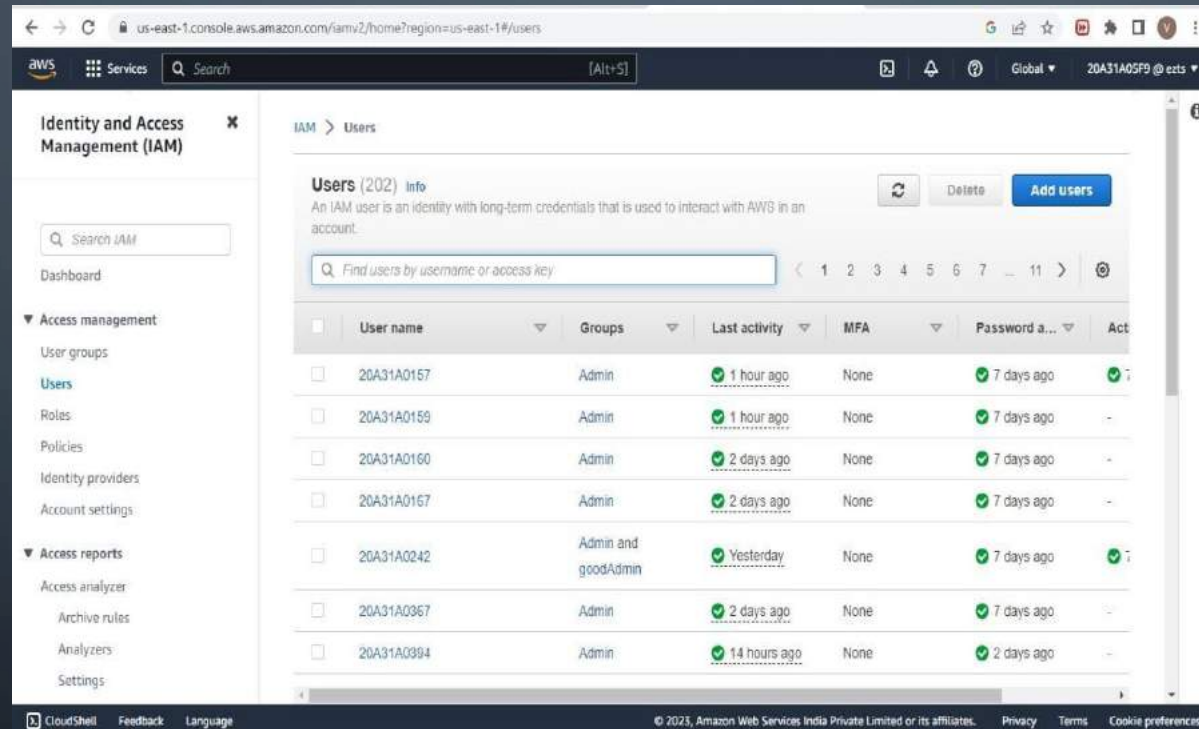 us-east-1.console.aws.amazon.com/iamv2/home?region=us-east-1#/users
aws Services Search [Alt+S] Global 20A31A05F9 @ ezts
Identity and Access
Management (IAM)
Search IAM
Dashboard
Access management
User groups
Users
Roles
Policies
Identity providers
Account settings
Access reports
Access analyzer
Archive rules
Analyzers
Settings
IAM > Users
Users (202) Info
Delete
Add users
An IAM user is an identity with long-term credentials that is used to interact with AWS in an
account.
Find users by username or access key
1 2 3 4 5 6 7 ... 11
User name Groups Last activity MFA Password a... Act
20A31A0157 Admin 1 hour ago None 7 days ago 7
20A31A0159 Admin 1 hour ago None 7 days ago -
20A31A0160 Admin 2 days ago None 7 days ago -
20A31A0167 Admin 2 days ago None 7 days ago -
20A31A0242 Admin and
goodAdmin Yesterday None 7 days ago 7
20A31A0367 Admin 2 days ago None 7 days ago -
20A31A0394 Admin 14 hours ago None 2 days ago -
CloudShell Feedback Language © 2023, Amazon Web Services India Private Limited or its affiliates. Privacy Terms Cookie preferences